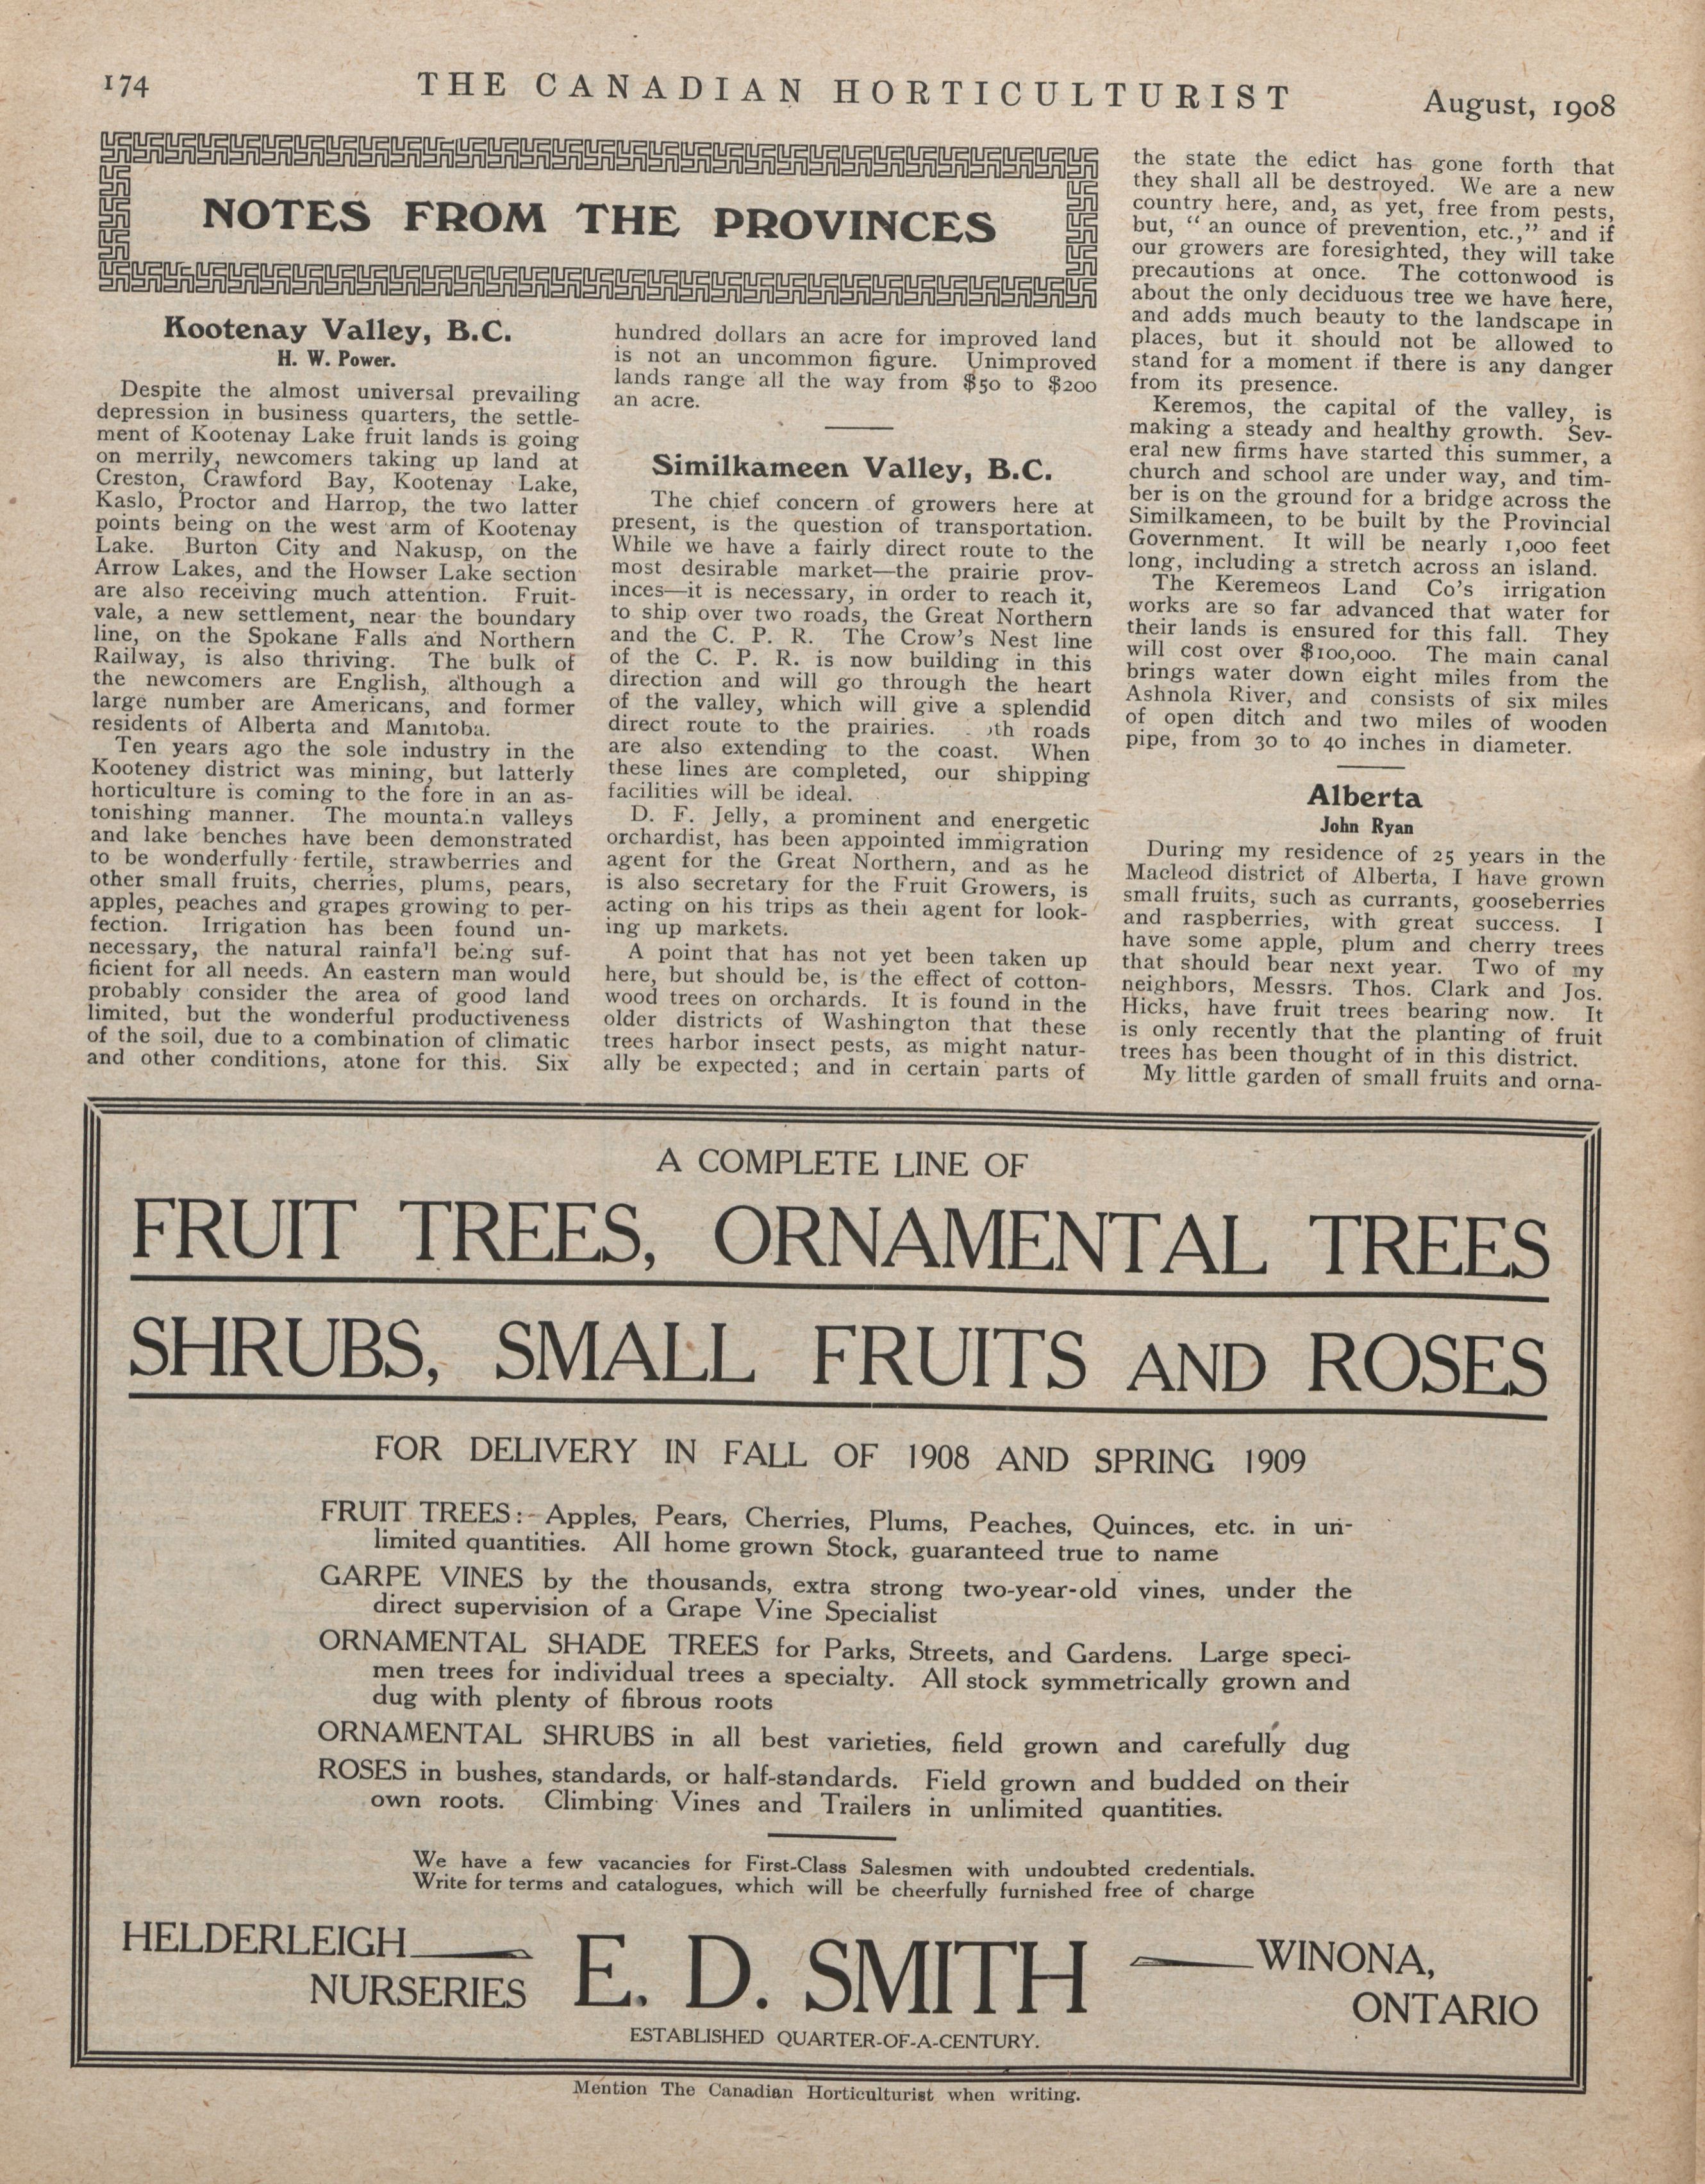 174
THE CANADIAN HORTICULTURIST
August, 1908
NOTES FROM THE PROVINCES
Kootenay Valley, B.C.
H. W. Power.
Despite the almost universal prevailing
depression in business quarters, the settle-
ment of Kootenay Lake fruit lands is going
on merrily, newcomers taking up land at
Creston, Crawford Bay, Kootenay Lake,
Kaslo, Proctor and Harrop, the two latter
points being on the west arm of Kootenay
Lake. Burton City and Nakusp, on the
Arrow Lakes, and the Howser Lake section
are also receiving much attention. Fruit-
vale, a new settlement, near the boundary
line, on the Spokane Falls and Northern
Railway, is also thriving. The bulk of
the newcomers are English, although a
large number are Americans, and former
residents of Alberta and Manitoba.
Ten years ago the sole industry in the
Kooteney district was mining, but latterly
horticulture is coming to the fore in an as-
tonishing manner. The mountain valleys
and lake benches have been demonstrated
to be wonderfully fertile, strawberries and
other small fruits, cherries, plums, pears,
apples, peaches and grapes growing to per-
fection. Irrigation has been found un-
necessary, the natural rainfa'l being suf-
ficient for all needs. An eastern man would
probably consider the area of good land
limited, but the wonderful productiveness
of the soil, due to a combination of climatic
and other conditions, atone for this. Six
hundred dollars an acre for improved land
is not an uncommon figure. Unimproved
lands range all the way from $50 to $200
an acre.
Similkameen Valley, B.C.
The chief concern of growers here at
present, is the question of transportation.
While we have a fairly direct route to the
most desirable market—the prairie prov-
inces—it is necessary, in order to reach it,
to ship over two roads, the Great Northern
and the C. P. R. The Crow's Nest line
of the C. P. R. is now building in this
direction and will go through the heart
of the valley, which will give a splendid
direct route to the prairies. oth roads
are also extending to the coast. When
these lines are completed, our shipping
facilities will be ideal.
D. F. Jelly, a prominent and energetic
orchardist, has been appointed immigration
agent for the Great Northern, and as he
is also secretary for the Fruit Growers, is
acting on his trips as their agent for look-
ing up markets.
A point that has not yet been taken up
here, but should be, is the effect of cotton-
wood trees on orchards. It is found in the
older districts of Washington that these
trees harbor insect pests, as might natur-
ally be expected; and in certain parts of
the state the edict has gone forth that
they shall all be destroyed. We are a new
country here, and, as yet, free from pests,
but, "an ounce of prevention, etc.," and if
our growers are foresighted, they will take
precautions at once. The cottonwood is
about the only deciduous tree we have here,
and adds much beauty to the landscape in
places, but it should not be allowed to
stand for a moment if there is any danger
from its presence.
Keremos, the capital of the valley, is
making a steady and healthy growth. Sev-
eral new firms have started this summer, a
church and school are under way, and tim-
ber is on the ground for a bridge across the
Similkameen, to be built by the Provincial
Government. It will be nearly 1,000 feet
long, including a stretch across an island.
The Keremeos Land Co's irrigation
works are so far advanced that water for
their lands is ensured for this fall. They
will cost over $100,000. The main canal
brings water down eight miles from the
Ashnola River, and consists of six miles
of open ditch and two miles of wooden
pipe, from 30 to 40 inches in diameter.
Alberta
John Ryan
During my residence of 25 years in the
Macleod district of Alberta, I have grown
small fruits, such as currants, gooseberries
and raspberries, with great success. I
have some apple, plum and cherry trees
that should bear next year. Two of my
neighbors, Messrs. Thos. Clark and Jos.
Hicks, have fruit trees bearing now. It
is only recently that the planting of fruit
trees has been thought of in this district.
My little garden of small fruits and orna-
A COMPLETE LINE OF
FRUIT TREES, ORNAMENTAL TREES
SHRUBS, SMALL FRUITS AND ROSES
FOR DELIVERY IN FALL OF 1908 AND SPRING 1909
FRUIT TREES:- Apples, Pears, Cherries, Plums, Peaches, Quinces, etc. in un-
limited quantities. All home grown Stock, guaranteed true to name
GARPE VINES by the thousands, extra strong two-year-old vines, under the
direct supervision of a Grape Vine Specialist
ORNAMENTAL SHADE TREES for Parks, Streets, and Gardens. Large speci-
men trees for individual trees a specialty. All stock symmetrically grown and
dug with plenty of fibrous roots
ORNAMENTAL SHRUBS in all best varieties, field grown and carefully dug
ROSES in bushes, standards, or half-standards. Field grown and budded on their
own roots. Climbing Vines and Trailers in unlimited quantities.
We have a few vacancies for First-Class Salesmen with undoubted credentials.
Write for terms and catalogues, which will be cheerfully furnished free of charge
HELDERLEIGH
NURSERIES
E. D. SMITH
WINONA,
ONTARIO
ESTABLISHED QUARTER-OF-A-CENTURY.
Mention The Canadian Horticulturist when writing.